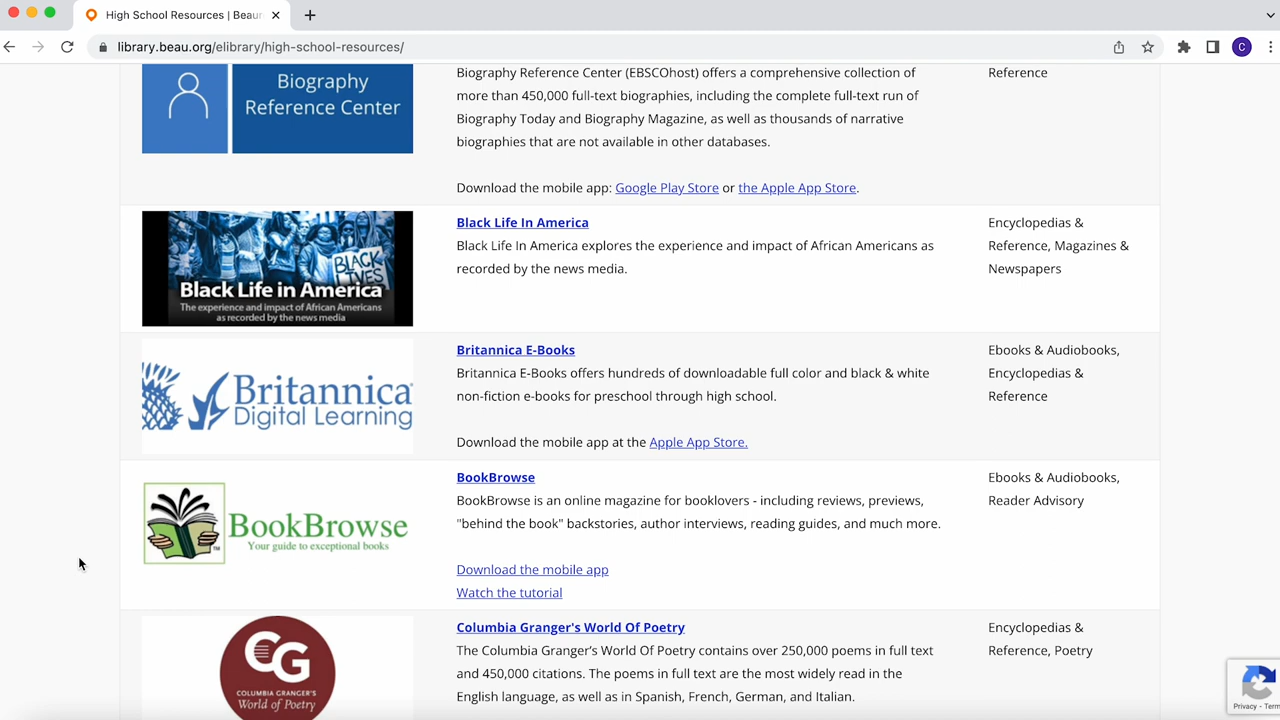 High School Resources | Beau
library.beau.org/elibrary/high-school-resources/
C
Biography
Reference Center
Biography Reference Center (EBSCOhost) offers a comprehensive collection of
more than 450,000 full-text biographies, including the complete full-text run of
Biography Today and Biography Magazine, as well as thousands of narrative
biographies that are not available in other databases.
Download the mobile app: Google Play Store or the Apple App Store.
Reference
BLACK
LIVES
Black Life in America
The experience and impact of African Americans
as recorded by the news media
Black Life In America
Black Life In America explores the experience and impact of African Americans as
recorded by the news media.
Encyclopedias &
Reference, Magazines &
Newspapers
Britannica
Digital Learning
Britannica E-Books
Britannica E-Books offers hundreds of downloadable full color and black & white
non-fiction e-books for preschool through high school.
Download the mobile app at the Apple App Store.
Ebooks & Audiobooks,
Encyclopedias &
Reference
BookBrowse
Your guide to exceptional books
TM
BookBrowse
BookBrowse is an online magazine for booklovers - including reviews, previews,
"behind the book" backstories, author interviews, reading guides, and much more.
Download the mobile app
Watch the tutorial
Ebooks & Audiobooks,
Reader Advisory
CG
COLUMBIA GRANGER'S
World of Poetry
Columbia Granger's World Of Poetry
The Columbia Granger's World Of Poetry contains over 250,000 poems in full text
and 450,000 citations. The poems in full text are the most widely read in the
English language, as well as in Spanish, French, German, and Italian.
Encyclopedias &
Reference, Poetry
Privacy - Term